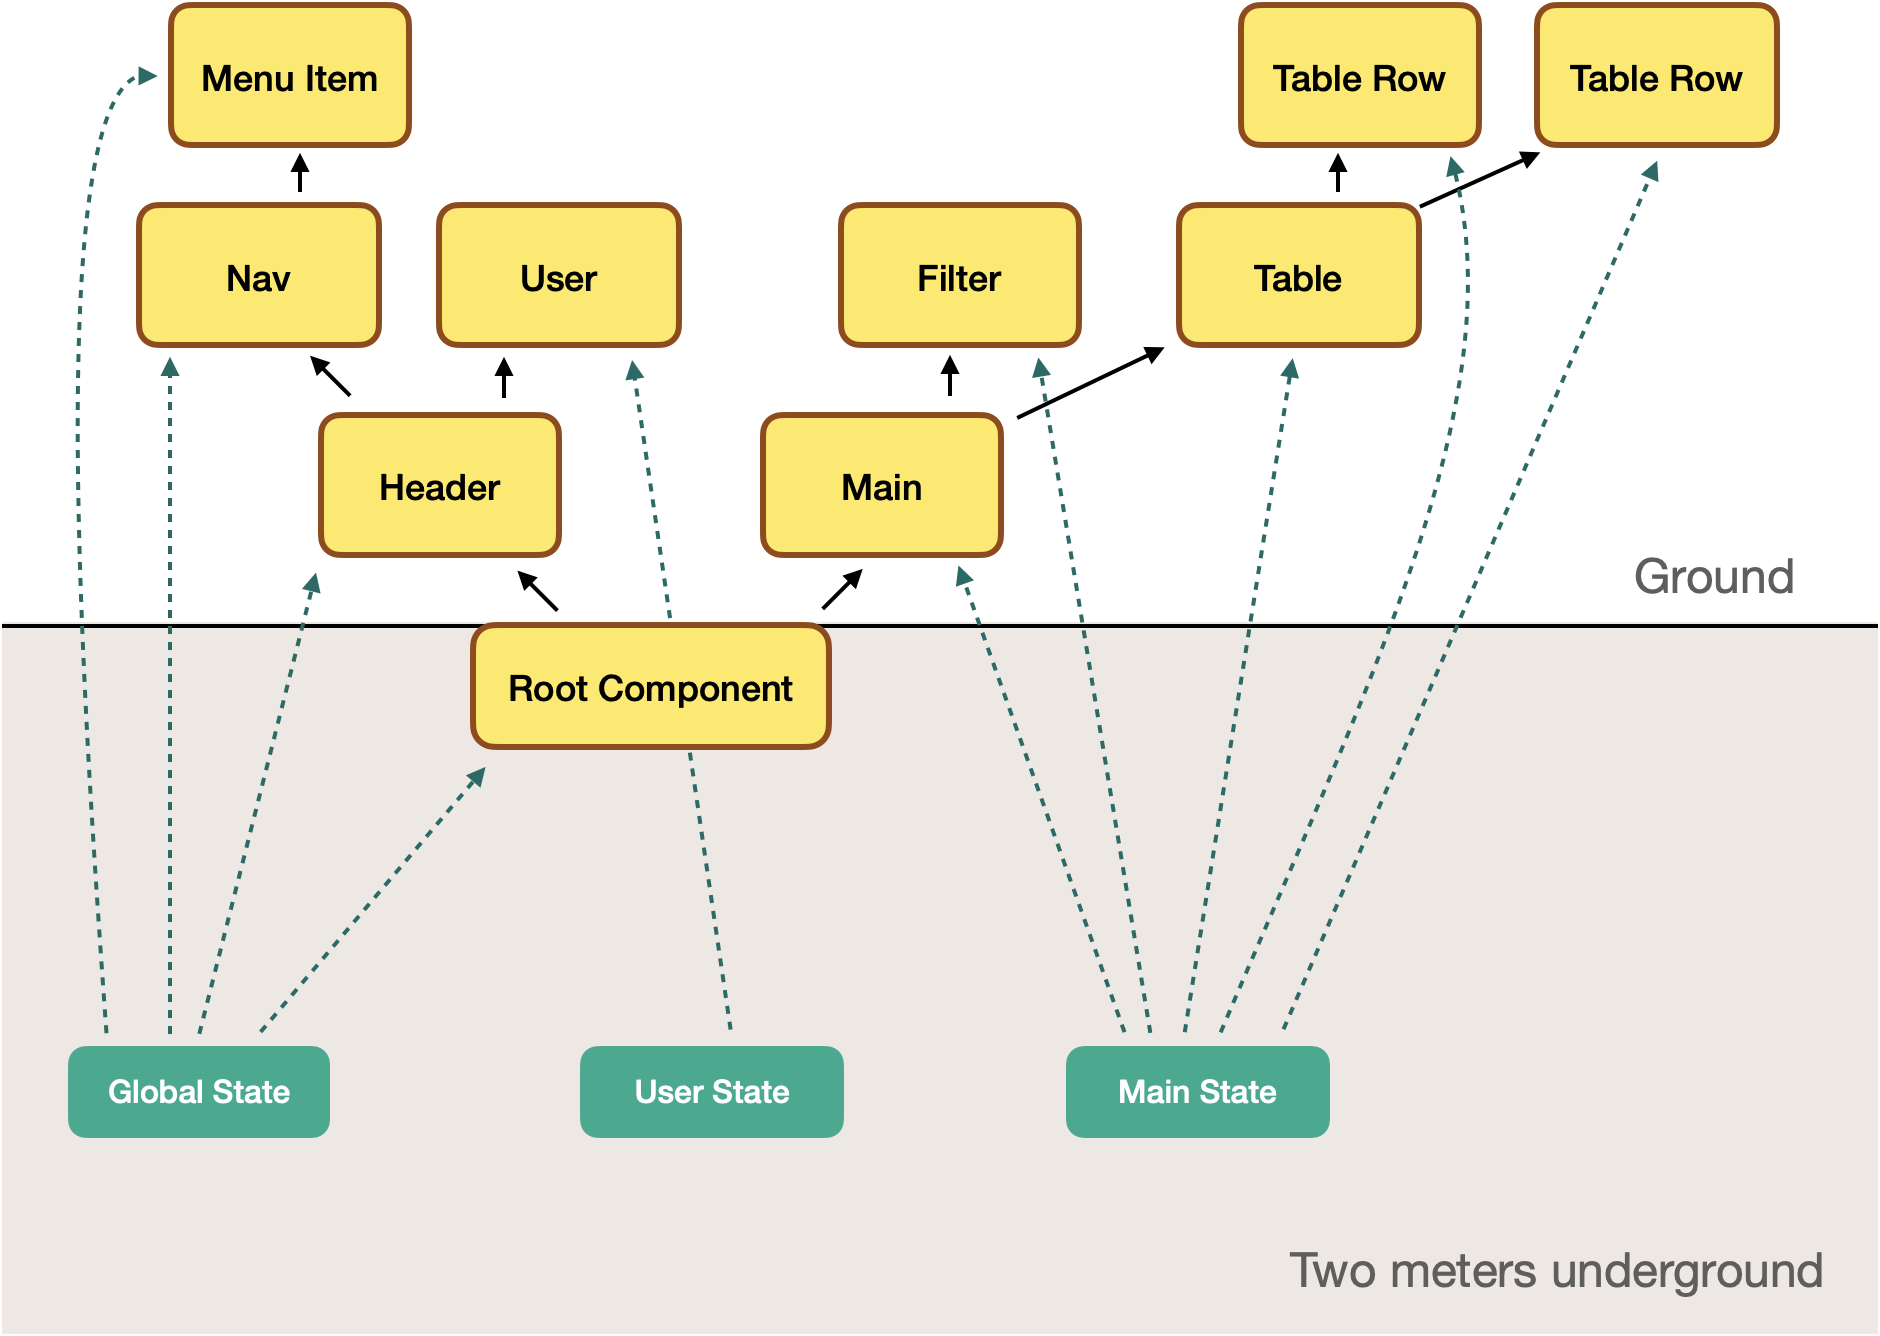 Menu Item
Table Row
Table Row
Nav
User
Filter
Table
Header
Main
Ground
Root Component
Global State
User State
Main State
Two meters underground